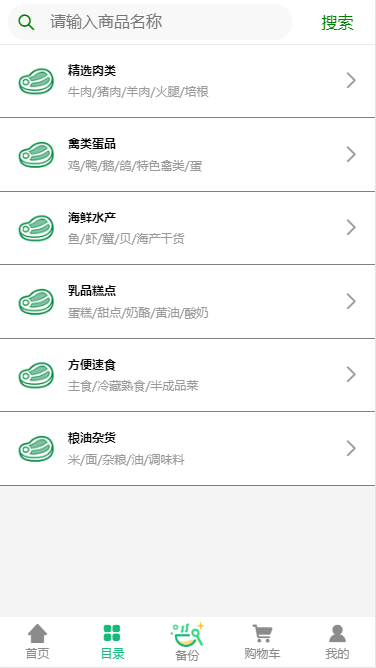 请输入商品名称
搜索
精选肉类
牛肉/猪肉/羊肉/火腿/培根
禽类蛋品
鸡/鸭/鹅/鸽/特色禽类/蛋
海鲜水产
鱼/虾/蟹/贝/海产干货
乳品糕点
蛋糕/甜点/奶酪/黄油/酸奶
方便速食
主食/冷藏熟食/半成品菜
粮油杂货
米/面/杂粮/油/调味料
首页
目录
备份
购物车
我的